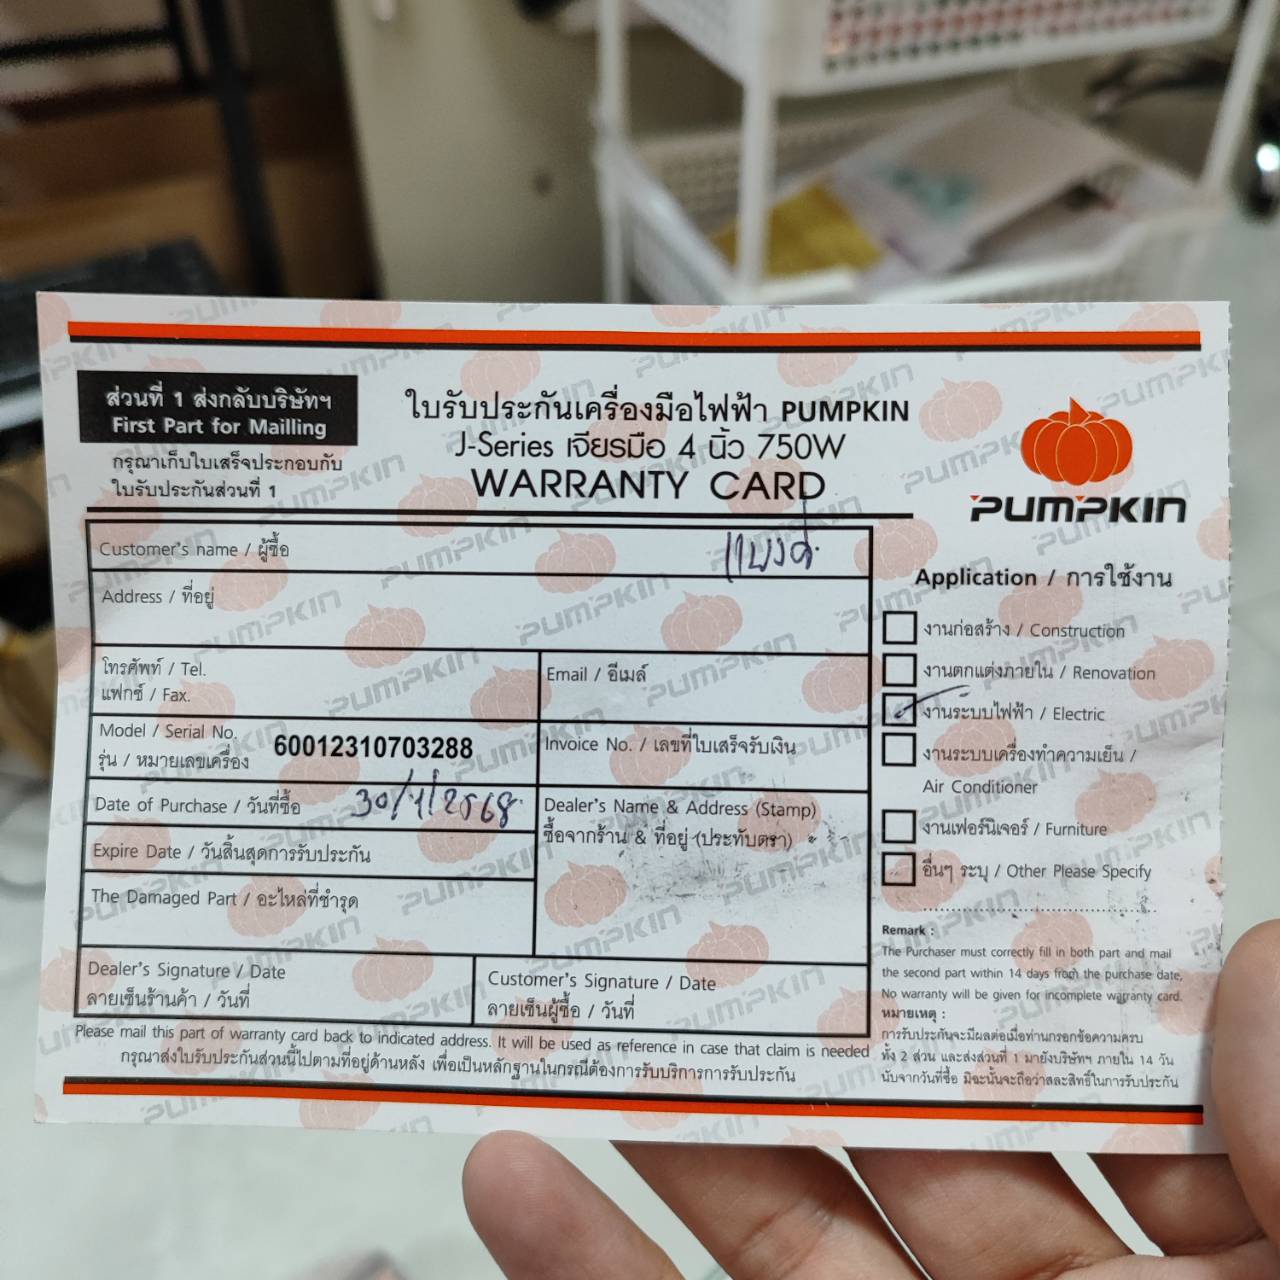 ส่วนที่ 1 ส่งกลับบริษัทฯ
First Part for Mailling
กรุณาเก็บใบเสร็จประกอบกับ
ใบรับประกันส่วนที่ 1
ใบรับประกันเครื่องมือไฟฟ้า PUMPKIN
J-Series เจียรมือ 4 นิ้ว 750W
WARRANTY CARD
PUMPKIN
Customer's name / ผู้ซื้อ
Address / ที่อยู่
โทรศัพท์ / Tel.
แฟกซ์ / Fax.
Email / อีเมล์
Model / Serial No.
รุ่น / หมายเลขเครื่อง
60012310703288
Invoice No. / เลขที่ใบเสร็จรับเงิน
Date of Purchase / วันที่ซื้อ 30/1/2568
Expire Date / วันสิ้นสุดการรับประกัน
The Damaged Part / อะไหล่ที่ชำรุด
Dealer's Name & Address (Stamp)
ซื้อจากร้าน & ที่อยู่ (ประทับตรา)
Dealer's Signature / Date
ลายเซ็นร้านค้า / วันที่
Customer's Signature / Date
ลายเซ็นผู้ซื้อ / วันที่
Please mail this part of warranty card back to indicated address. It will be used as reference in case that claim is needed
กรุณาส่งใบรับประกันส่วนนี้ไปตามที่อยู่ด้านหลัง เพื่อเป็นหลักฐานในกรณีต้องการรับบริการการรับประกัน
Application / การใช้งาน
งานก่อสร้าง / Construction
งานตกแต่งภายใน / Renovation
งานระบบไฟฟ้า / Electric
งานระบบเครื่องทำความเย็น /
Air Conditioner
งานเฟอร์นิเจอร์ / Furniture
อื่นๆ ระบุ / Other Please Specify
Remark :
The Purchaser must correctly fill in both part and mail
the second part within 14 days from the purchase date,
No warranty will be given for incomplete warranty card.
หมายเหตุ :
การรับประกันจะมีผลต่อเมื่อท่านกรอกข้อความครบ
ทั้ง 2 ส่วน และส่งส่วนที่ 1 มายังบริษัทฯ ภายใน 14 วัน
นับจากวันที่ซื้อ มิฉะนั้นจะถือว่าสละสิทธิ์ในการรับประกัน